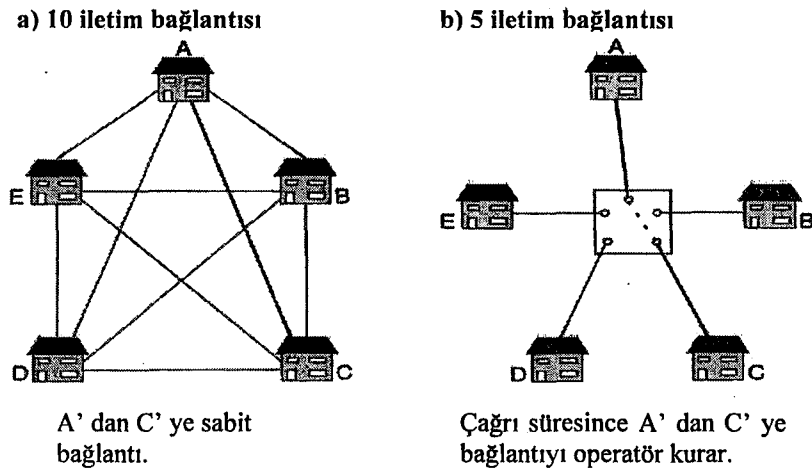 a) 10 iletim bağlantısı
A
E
B
D
C
A' dan C' ye sabit
bağlantı.
b) 5 iletim bağlantısı
A
E
B
D
C
Çağrı süresince A' dan C' ye
bağlantıyı operatör kurar.